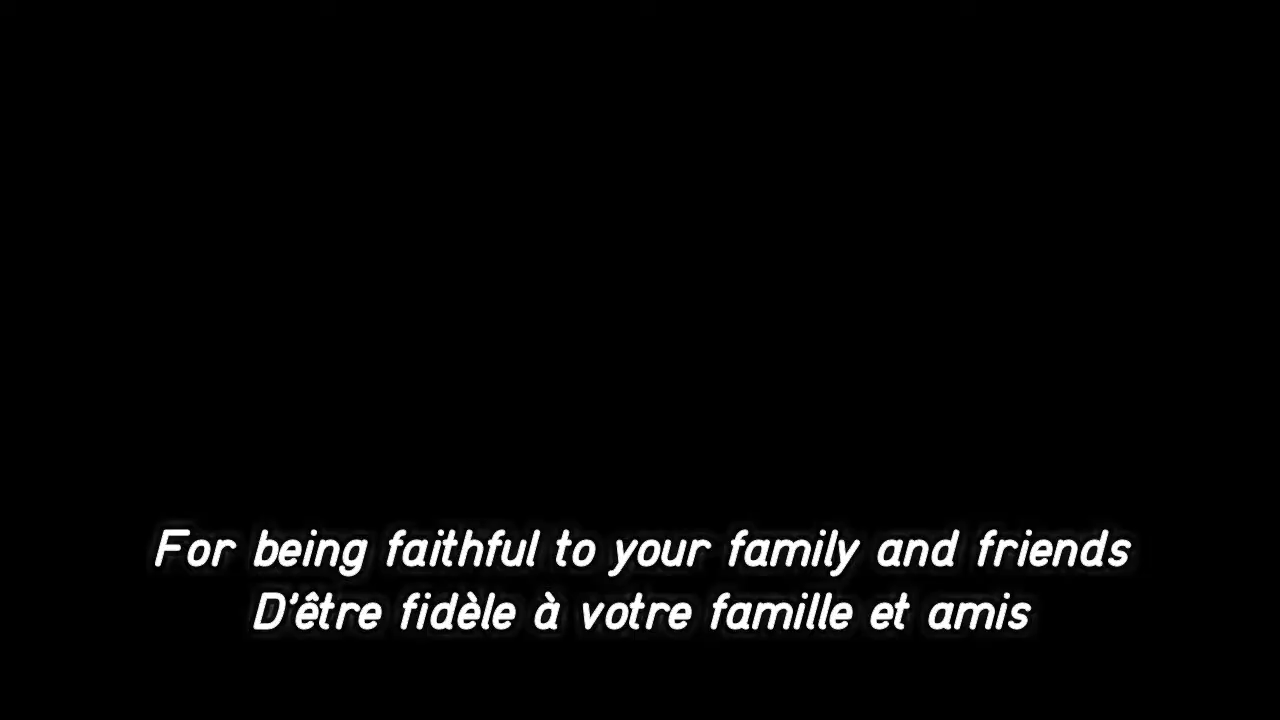 For being faithful to your family and friends
D'être fidèle à votre famille et amis